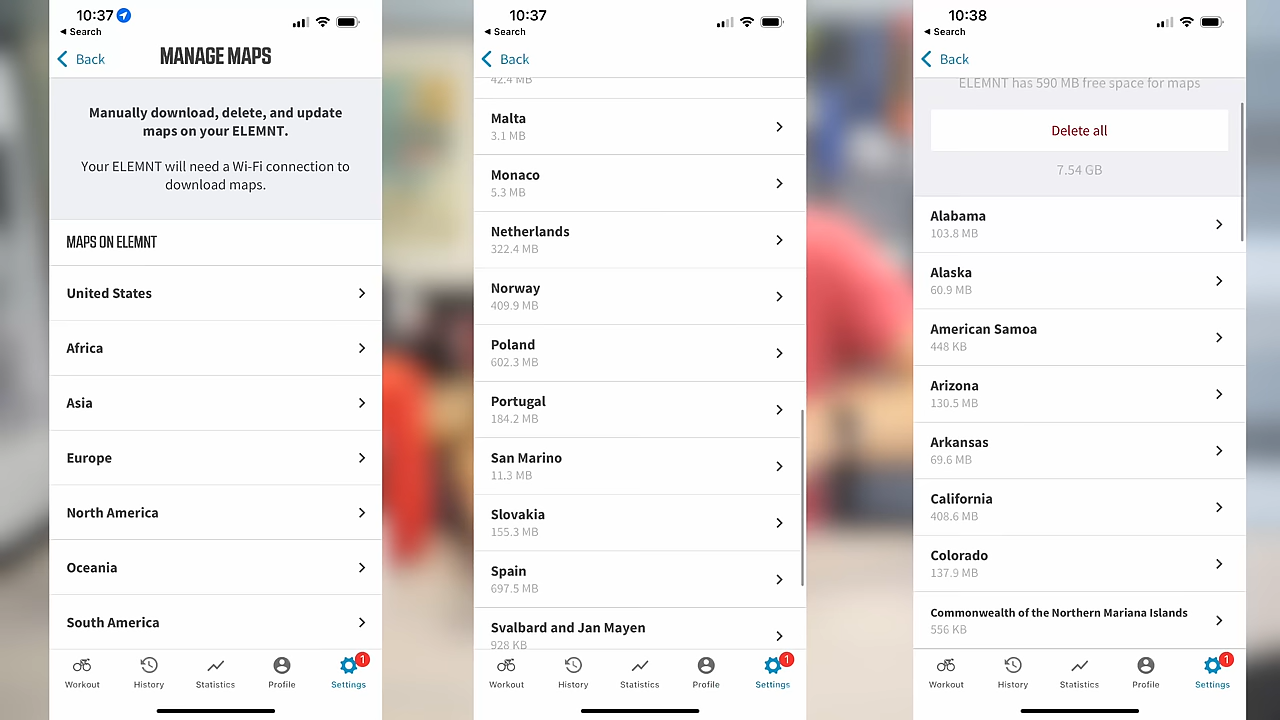 10:37
◄ Search
Back
MANAGE MAPS
Manually download, delete, and update
maps on your ELEMNT.
Your ELEMNT will need a Wi-Fi connection to
download maps.
MAPS ON ELEMNT
United States
Africa
Asia
Europe
North America
Oceania
South America
Workout
History
Statistics
Profile
1
Settings
10:37
◄ Search
Back
42.4 MB
Malta
3.1 MB
Monaco
5.3 MB
Netherlands
322.4 MB
Norway
409.9 MB
Poland
602.3 MB
Portugal
184.2 MB
San Marino
11.3 MB
Slovakia
155.3 MB
Spain
697.5 MB
Svalbard and Jan Mayen
928 KB
Workout
History
Statistics
Profile
1
Settings
10:38
◄ Search
Back
ELEMNT has 590 MB free space for maps
Delete all
7.54 GB
Alabama
103.8 MB
Alaska
60.9 MB
American Samoa
448 KB
Arizona
130.5 MB
Arkansas
69.6 MB
California
408.6 MB
Colorado
137.9 MB
Commonwealth of the Northern Mariana Islands
556 KB
Workout
History
Statistics
Profile
1
Settings